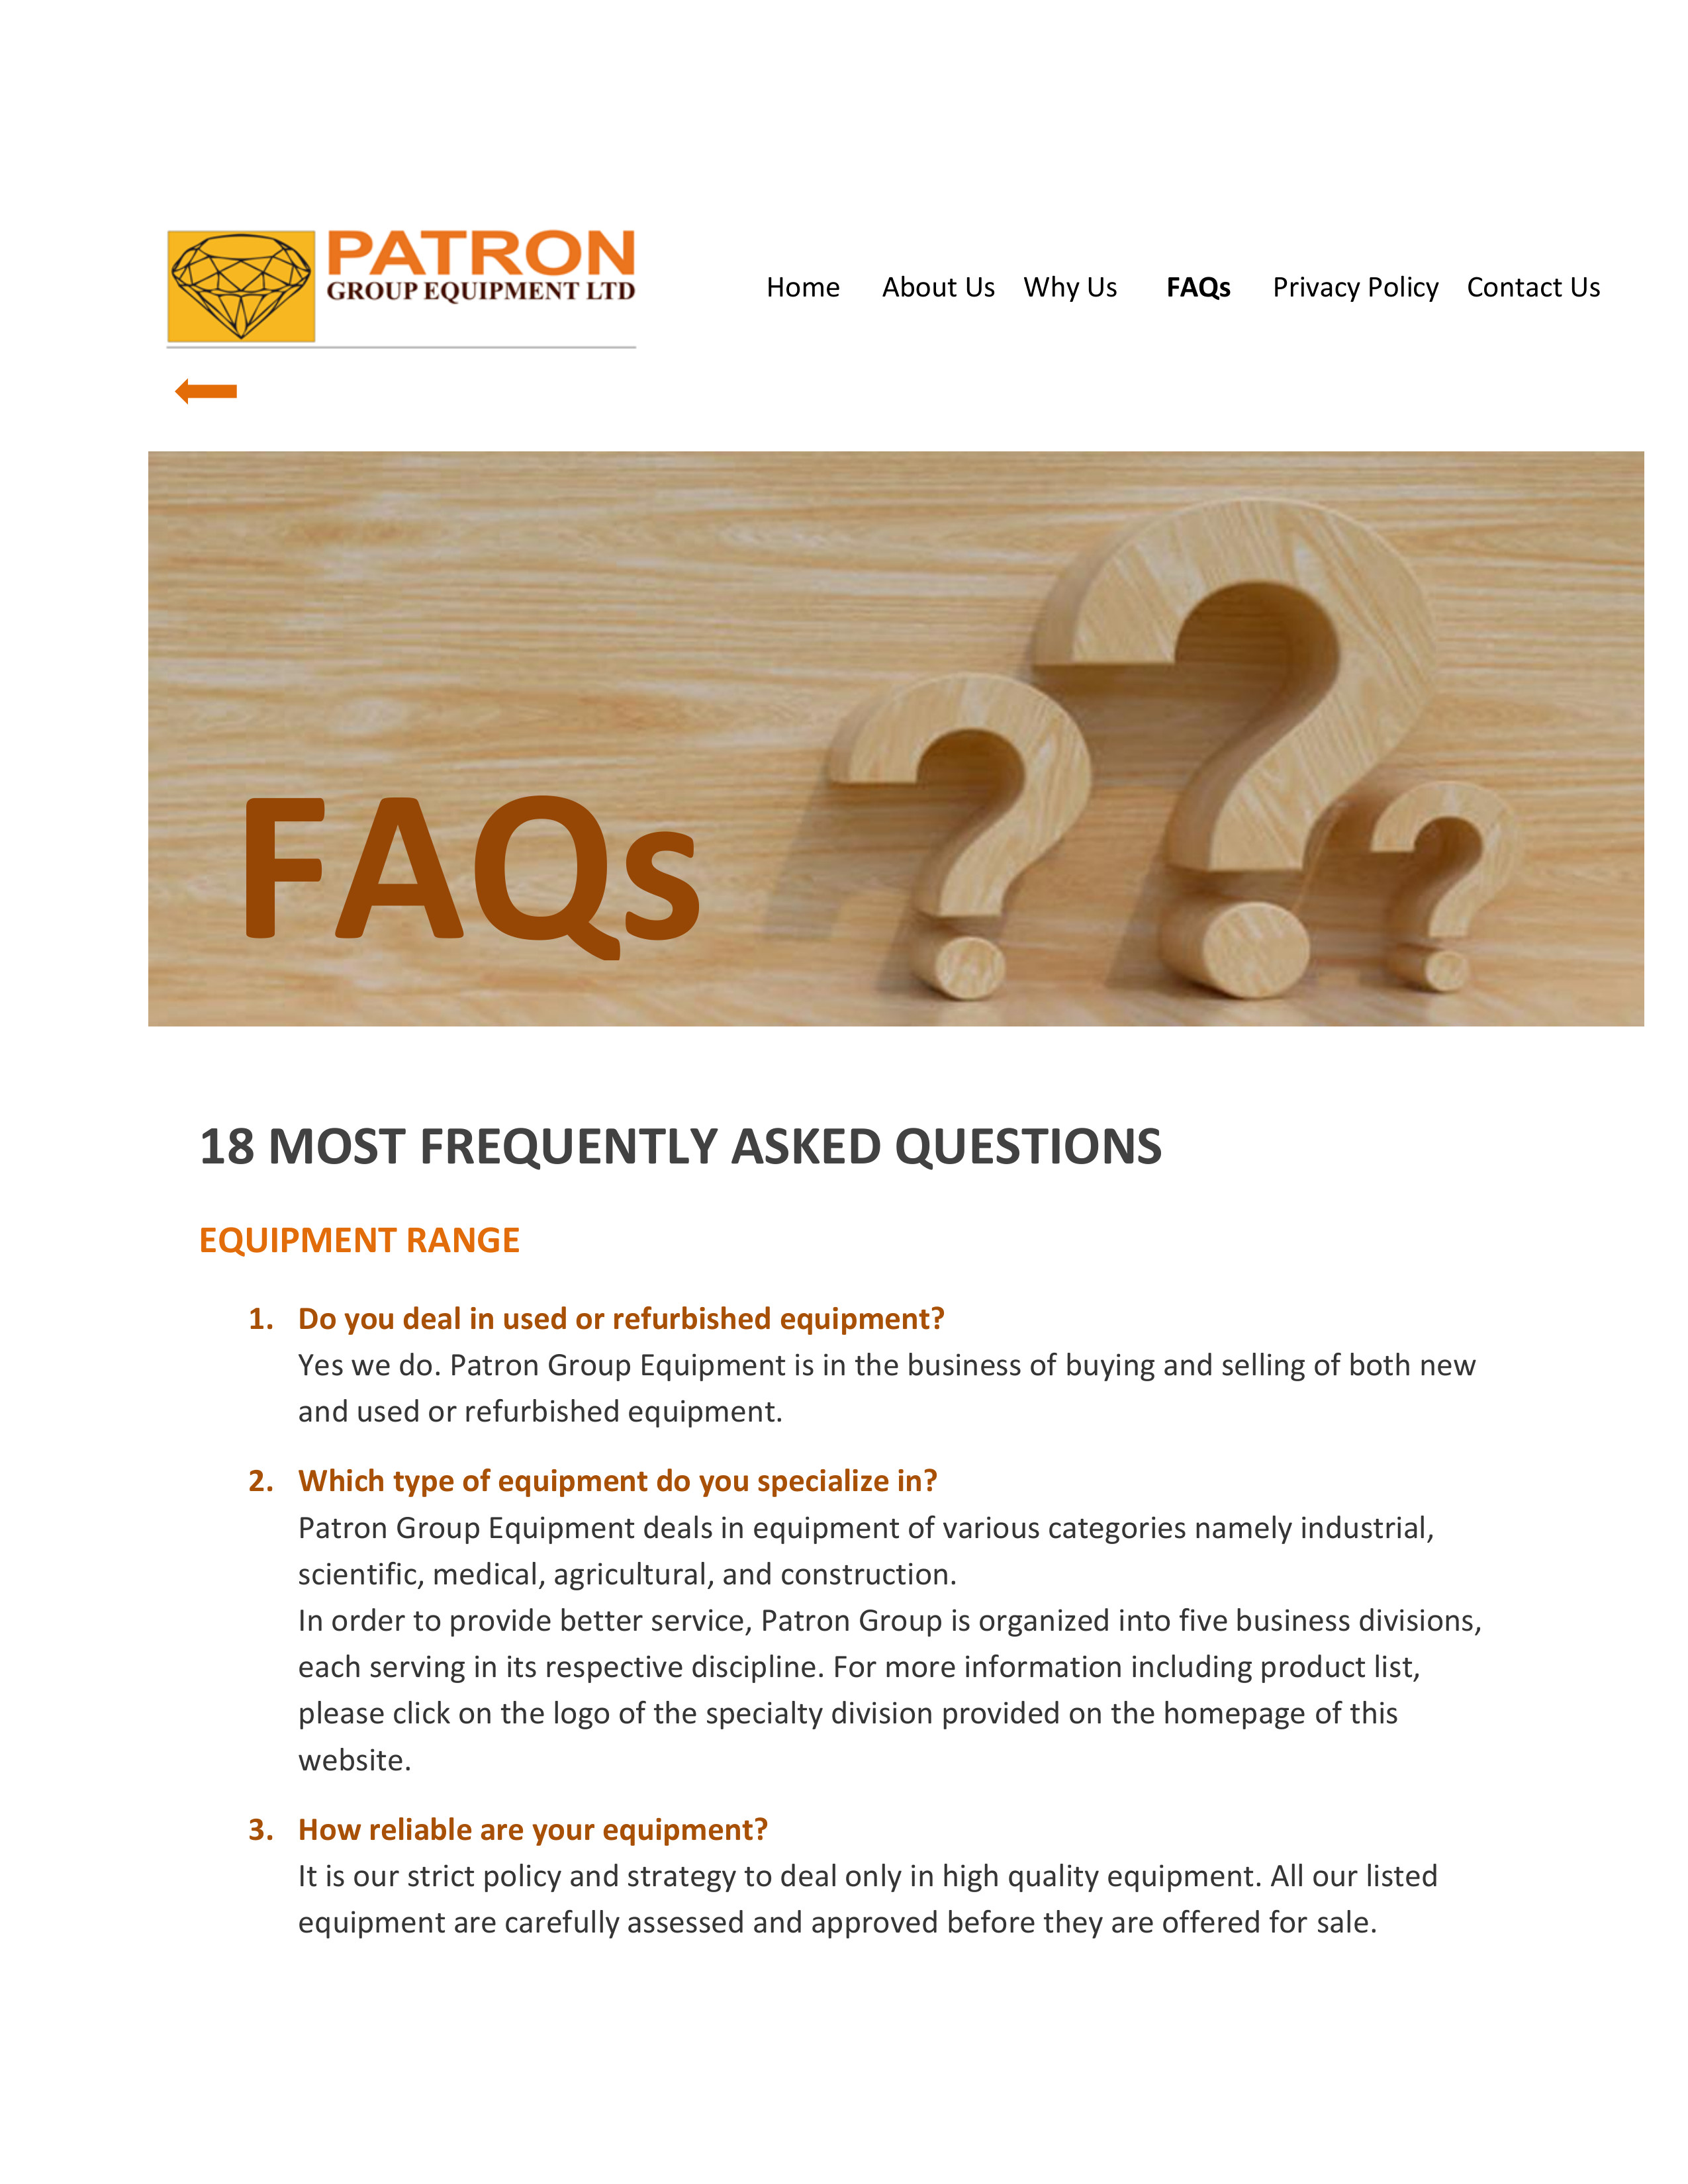 PATRON
GROUP EQUIPMENT LTD
Home About Us Why Us FAQs Privacy Policy Contact Us
FAQs
18 MOST FREQUENTLY ASKED QUESTIONS
EQUIPMENT RANGE
1. Do you deal in used or refurbished equipment?
Yes we do. Patron Group Equipment is in the business of buying and selling of both new
and used or refurbished equipment.
2. Which type of equipment do you specialize in?
Patron Group Equipment deals in equipment of various categories namely industrial,
scientific, medical, agricultural, and construction.
In order to provide better service, Patron Group is organized into five business divisions,
each serving in its respective discipline. For more information including product list,
please click on the logo of the specialty division provided on the homepage of this
website.
3. How reliable are your equipment?
It is our strict policy and strategy to deal only in high quality equipment. All our listed
equipment are carefully assessed and approved before they are offered for sale.